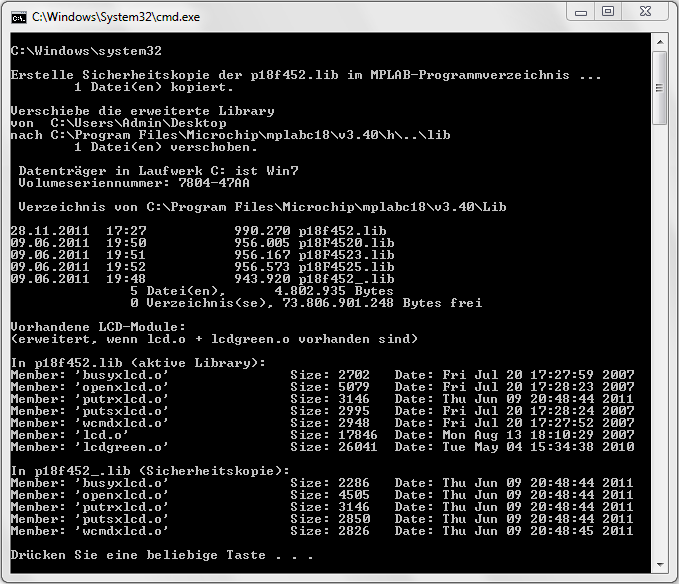 C:\Windows\System32\cmd.exe
C:\Windows\system32
Erstelle Sicherheitskopie der p18f452.lib im MPLAB-Programmverzeichnis ...
1 Datei(en) kopiert.
Verschiebe die erweiterte Library
von  C:\Users\Admin\Desktop
nach C:\Program Files\Microchip\mplabc18\v3.40\h\..\lib
1 Datei(en) verschoben.
Datenträger in Laufwerk C: ist Win7
Volumeseriennummer: 7804-47AA
Verzeichnis von C:\Program Files\Microchip\mplabc18\v3.40\Lib
28.11.2011  17:27           990.270 p18f452.lib
09.06.2011  19:50           956.005 p18F4520.lib
09.06.2011  19:51           956.167 p18F4523.lib
09.06.2011  19:52           956.573 p18F4525.lib
09.06.2011  19:48           943.920 p18f452_.lib
5 Datei(en),      4.802.935 Bytes
0 Verzeichnis(se), 73.806.901.248 Bytes frei
Vorhandene LCD-Module:
(erweitert, wenn lcd.o + lcdgreen.o vorhanden sind)
In p18f452.lib (aktive Library):
Member: 'busyxlcd.o'               Size: 2702   Date: Fri Jul 20 17:27:59 2007
Member: 'openxlcd.o'               Size: 5079   Date: Fri Jul 20 17:28:23 2007
Member: 'putrxlcd.o'               Size: 3146   Date: Thu Jun 09 20:48:44 2011
Member: 'putsxlcd.o'               Size: 2995   Date: Fri Jul 20 17:28:24 2007
Member: 'wcmdxlcd.o'               Size: 2948   Date: Fri Jul 20 17:27:52 2007
Member: 'lcd.o'                    Size: 17846  Date: Mon Aug 13 18:10:29 2007
Member: 'lcdgreen.o'               Size: 26041  Date: Tue May 04 15:34:38 2010
In p18f452_.lib (Sicherheitskopie):
Member: 'busyxlcd.o'               Size: 2286   Date: Thu Jun 09 20:48:44 2011
Member: 'openxlcd.o'               Size: 4505   Date: Thu Jun 09 20:48:44 2011
Member: 'putrxlcd.o'               Size: 3146   Date: Thu Jun 09 20:48:44 2011
Member: 'putsxlcd.o'               Size: 2850   Date: Thu Jun 09 20:48:44 2011
Member: 'wcmdxlcd.o'               Size: 2826   Date: Thu Jun 09 20:48:45 2011
Drücken Sie eine beliebige Taste . . .